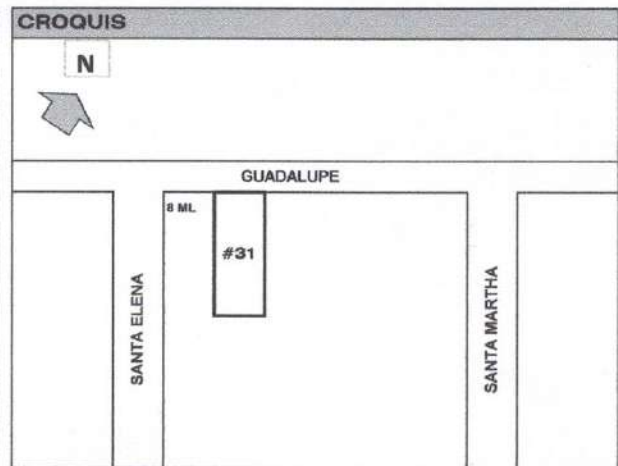 CROQUIS
N
GUADALUPE
8 ML
#31
SANTA ELENA
SANTA MARTHA